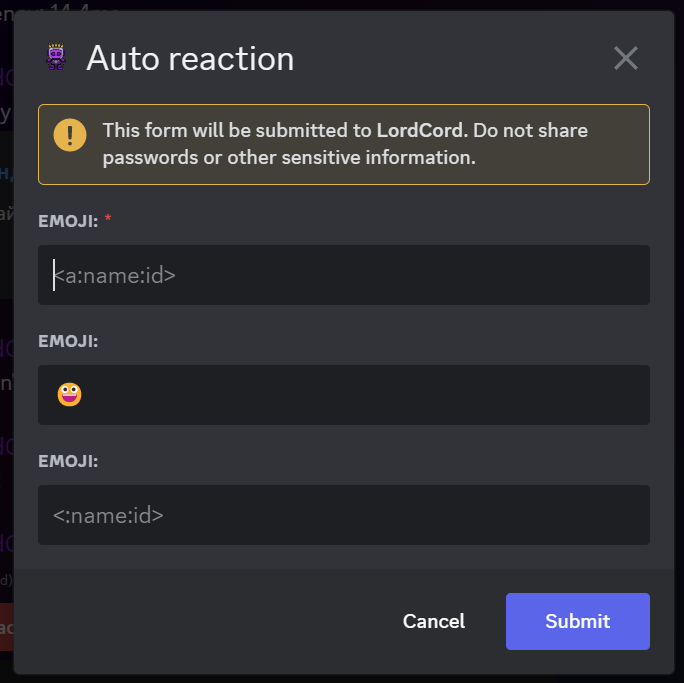 Auto reaction
This form will be submitted to LordCord. Do not share
passwords or other sensitive information.
EMOJI: *
<a:name:id>
EMOJI:
😀
EMOJI:
<:name:id>
Cancel
Submit